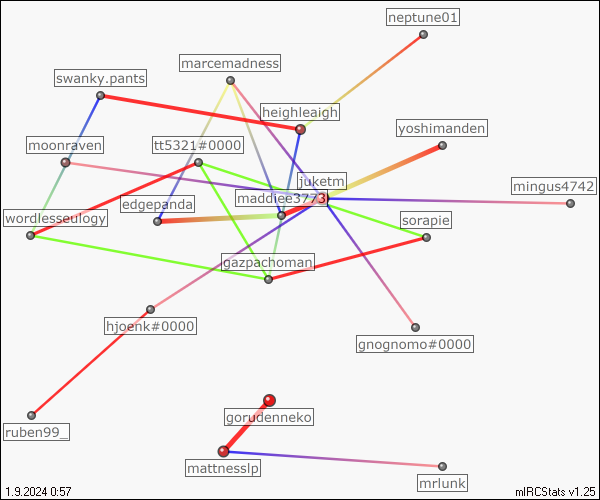 neptune01
marcemadness
swanky.pants
heighleaigh
yoshimanden
moonraven
tt5321#0000
juketm
mingus4742
maddiee3773
edgepanda
wordlesseulogy
sorapie
gazpachoman
hjoenk#0000
gnognomo#0000
gorudenneko
ruben99_
mattnesslp
mrlunk
1.9.2024 0:57
mIRCStats v1.25